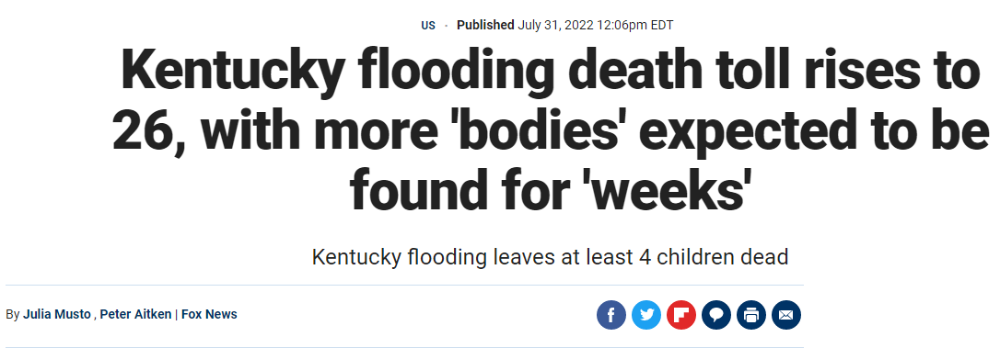 US · Published July 31, 2022 12:06pm EDT
Kentucky flooding death toll rises to
26, with more 'bodies' expected to be
found for 'weeks'
Kentucky flooding leaves at least 4 children dead
By Julia Musto , Peter Aitken | Fox News